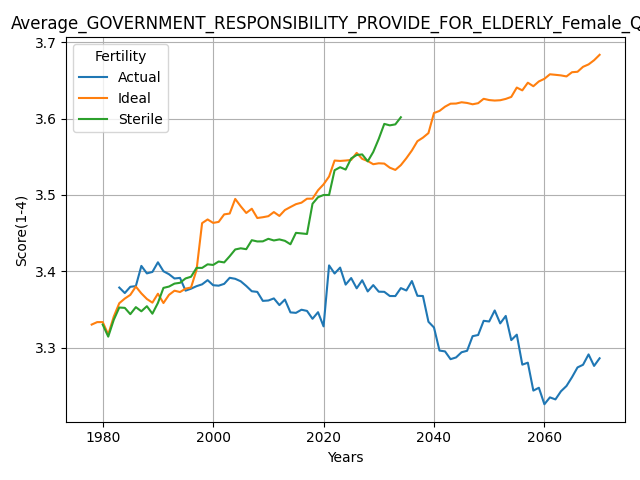 Average_GOVERNMENT_RESPONSIBILITY_PROVIDE_FOR_ELDERLY_Female_Q
Fertility
Actual
Ideal
Sterile
Score(1-4)
3.7
3.6
3.5
3.4
3.3
1980 2000 2020 2040 2060
Years